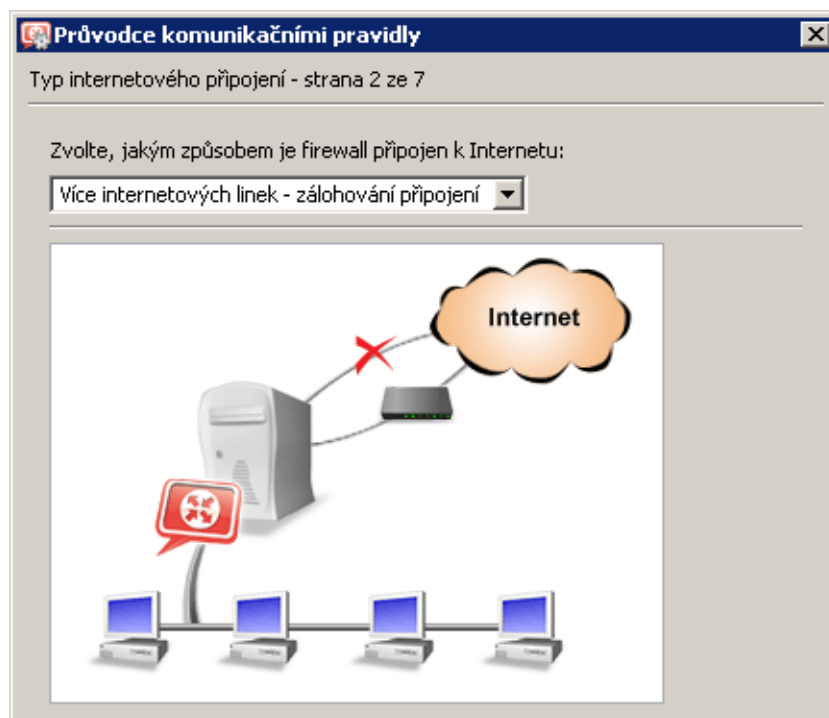 Průvodce komunikačními pravidly
Typ internetového připojení - strana 2 ze 7
Zvolte, jakým způsobem je firewall připojen k Internetu:
Více internetových linek - zálohování připojení
Internet